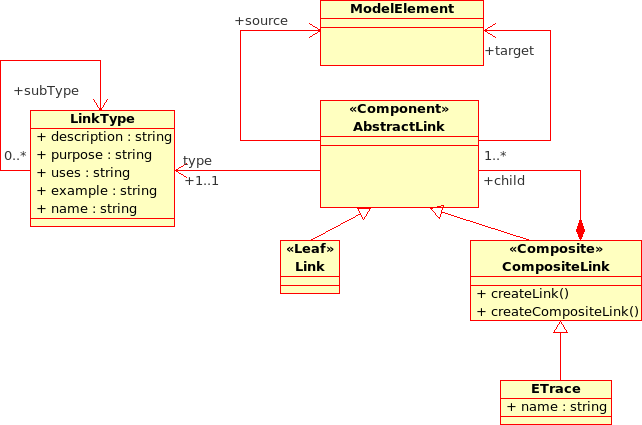 ModelElement
+source
+target
+subType
LinkType
+ description : string
+ purpose : string
+ uses : string
+ example : string
+ name : string
0..*
«Component»
AbstractLink
type
+1..1
1..*
+child
«Leaf»
Link
«Composite»
CompositeLink
+ createLink()
+ createCompositeLink()
ETrace
+ name : string